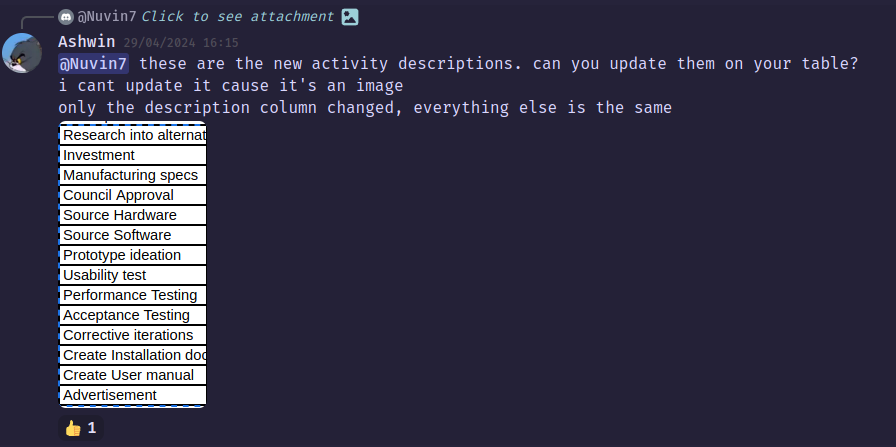 @Nuvin7 Click to see attachment
Ashwin 29/04/2024 16:15
@Nuvin7 these are the new activity descriptions. can you update them on your table?
i cant update it cause it's an image
only the description column changed, everything else is the same
Research into alternat
Investment
Manufacturing specs
Council Approval
Source Hardware
Source Software
Prototype ideation
Usability test
Performance Testing
Acceptance Testing
Corrective iterations
Create Installation doc
Create User manual
Advertisement
👍 1